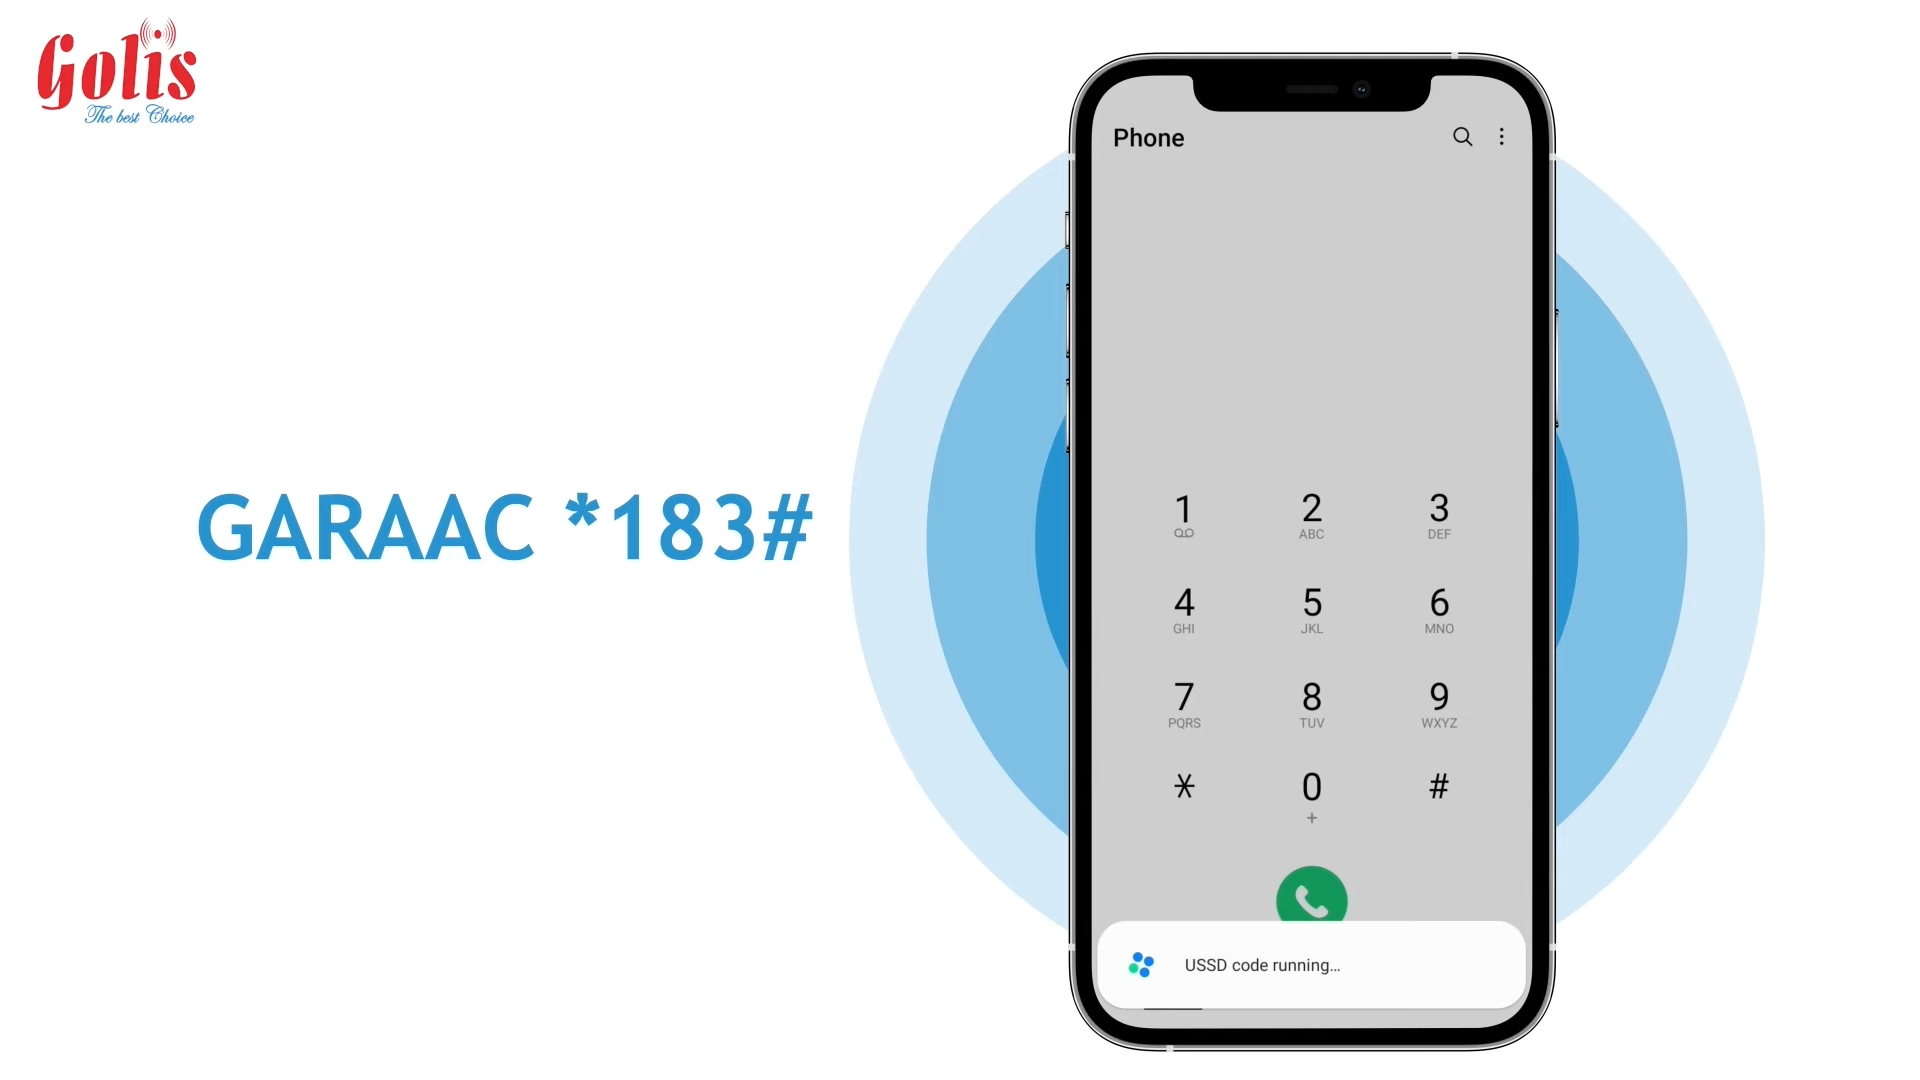 Golis
The best Choice
GARAAC *183#
Phone
1
2
ABC
3
DEF
4
GHI
5
JKL
6
MNO
7
PQRS
8
TUV
9
WXYZ
*
0
+
#
USSD code running...